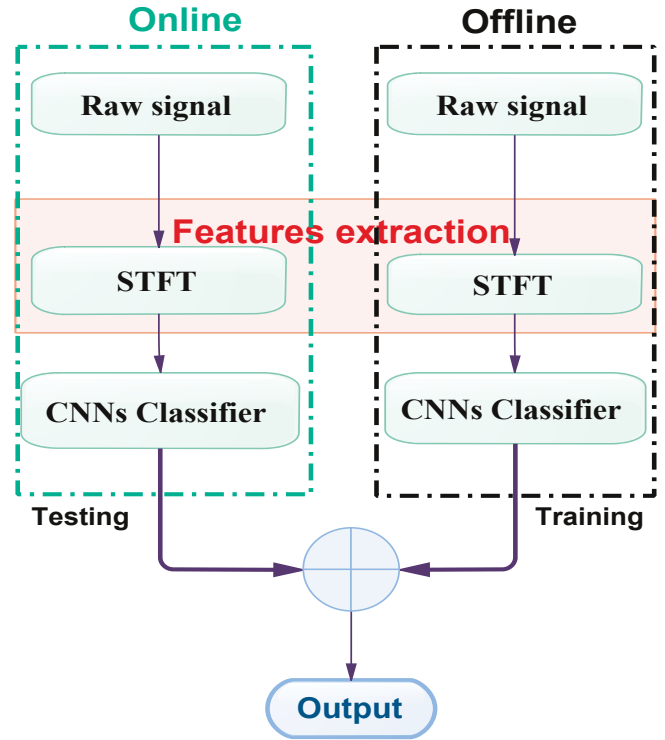 Online
Offline
Raw signal
Raw signal
Features extraction
STFT
STFT
CNNs Classifier
CNNs Classifier
Testing
Training
Output